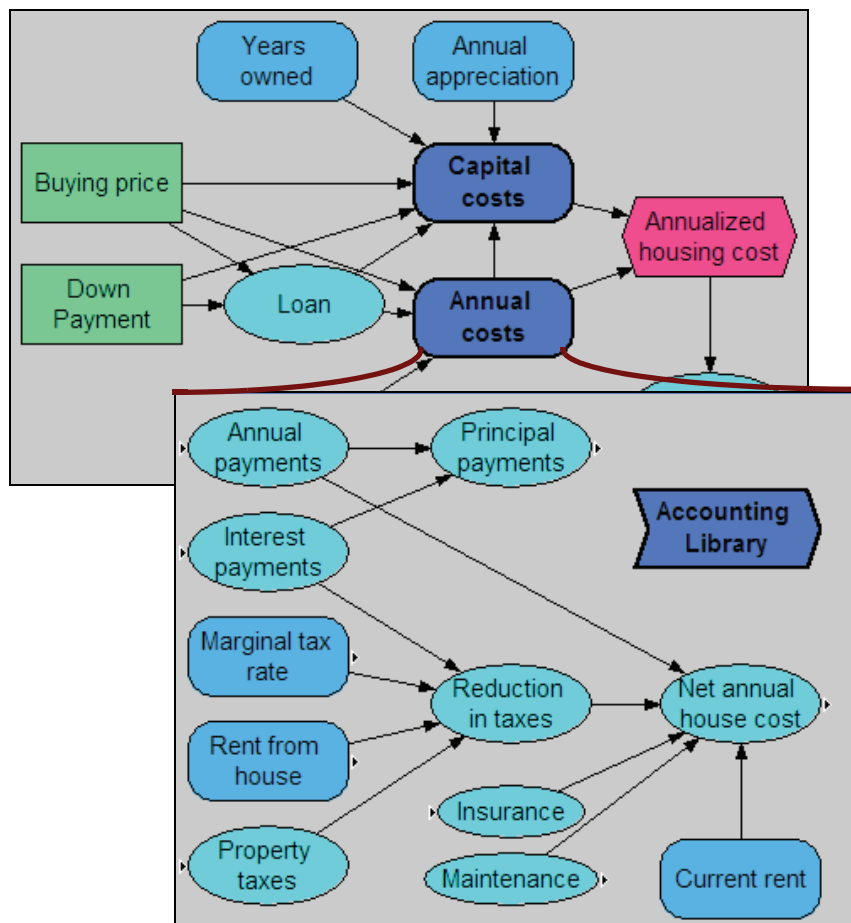 Years
owned
Annual
appreciation
Buying price
Capital
costs
Annualized
housing cost
Down
Payment
Loan
Annual
costs
Annual
payments
Principal
payments
Interest
payments
Accounting
Library
Marginal tax
rate
Reduction
in taxes
Net annual
house cost
Rent from
house
Insurance
Property
taxes
Maintenance
Current rent